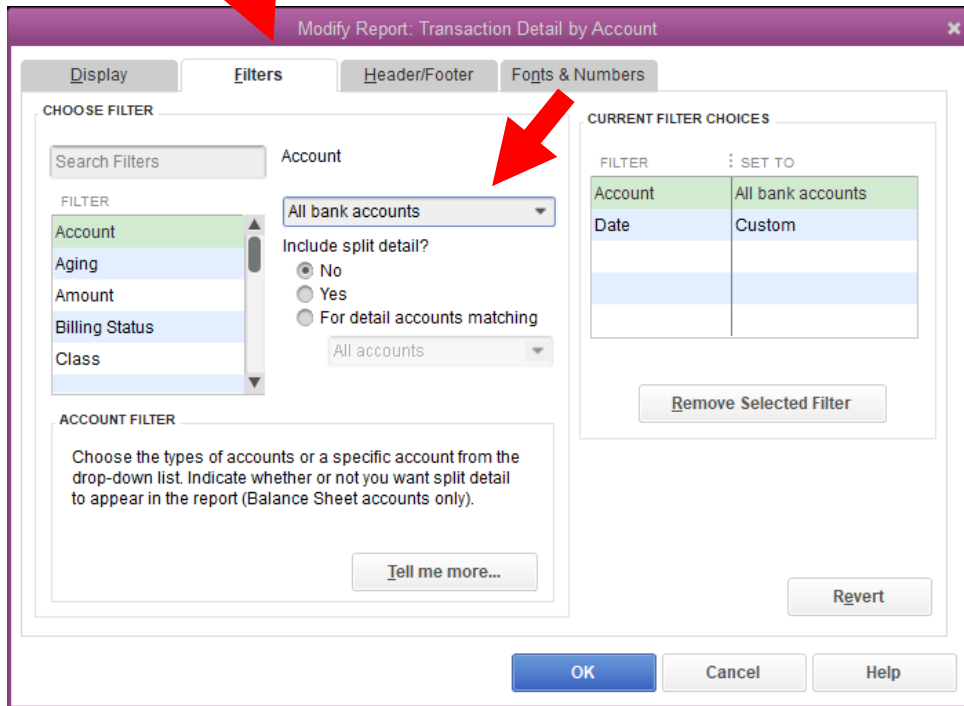 Modify Report: Transaction Detail by Account
Display Filters Header/Footer Fonts & Numbers
CHOOSE FILTER
Search Filters
FILTER
Account
Aging
Amount
Billing Status
Class
Account
All bank accounts
Include split detail?
No
Yes
For detail accounts matching
All accounts
ACCOUNT FILTER
Choose the types of accounts or a specific account from the
drop-down list. Indicate whether or not you want split detail
to appear in the report (Balance Sheet accounts only).
Tell me more...
CURRENT FILTER CHOICES
FILTER SET TO
Account All bank accounts
Date Custom
Remove Selected Filter
Revert
OK Cancel Help